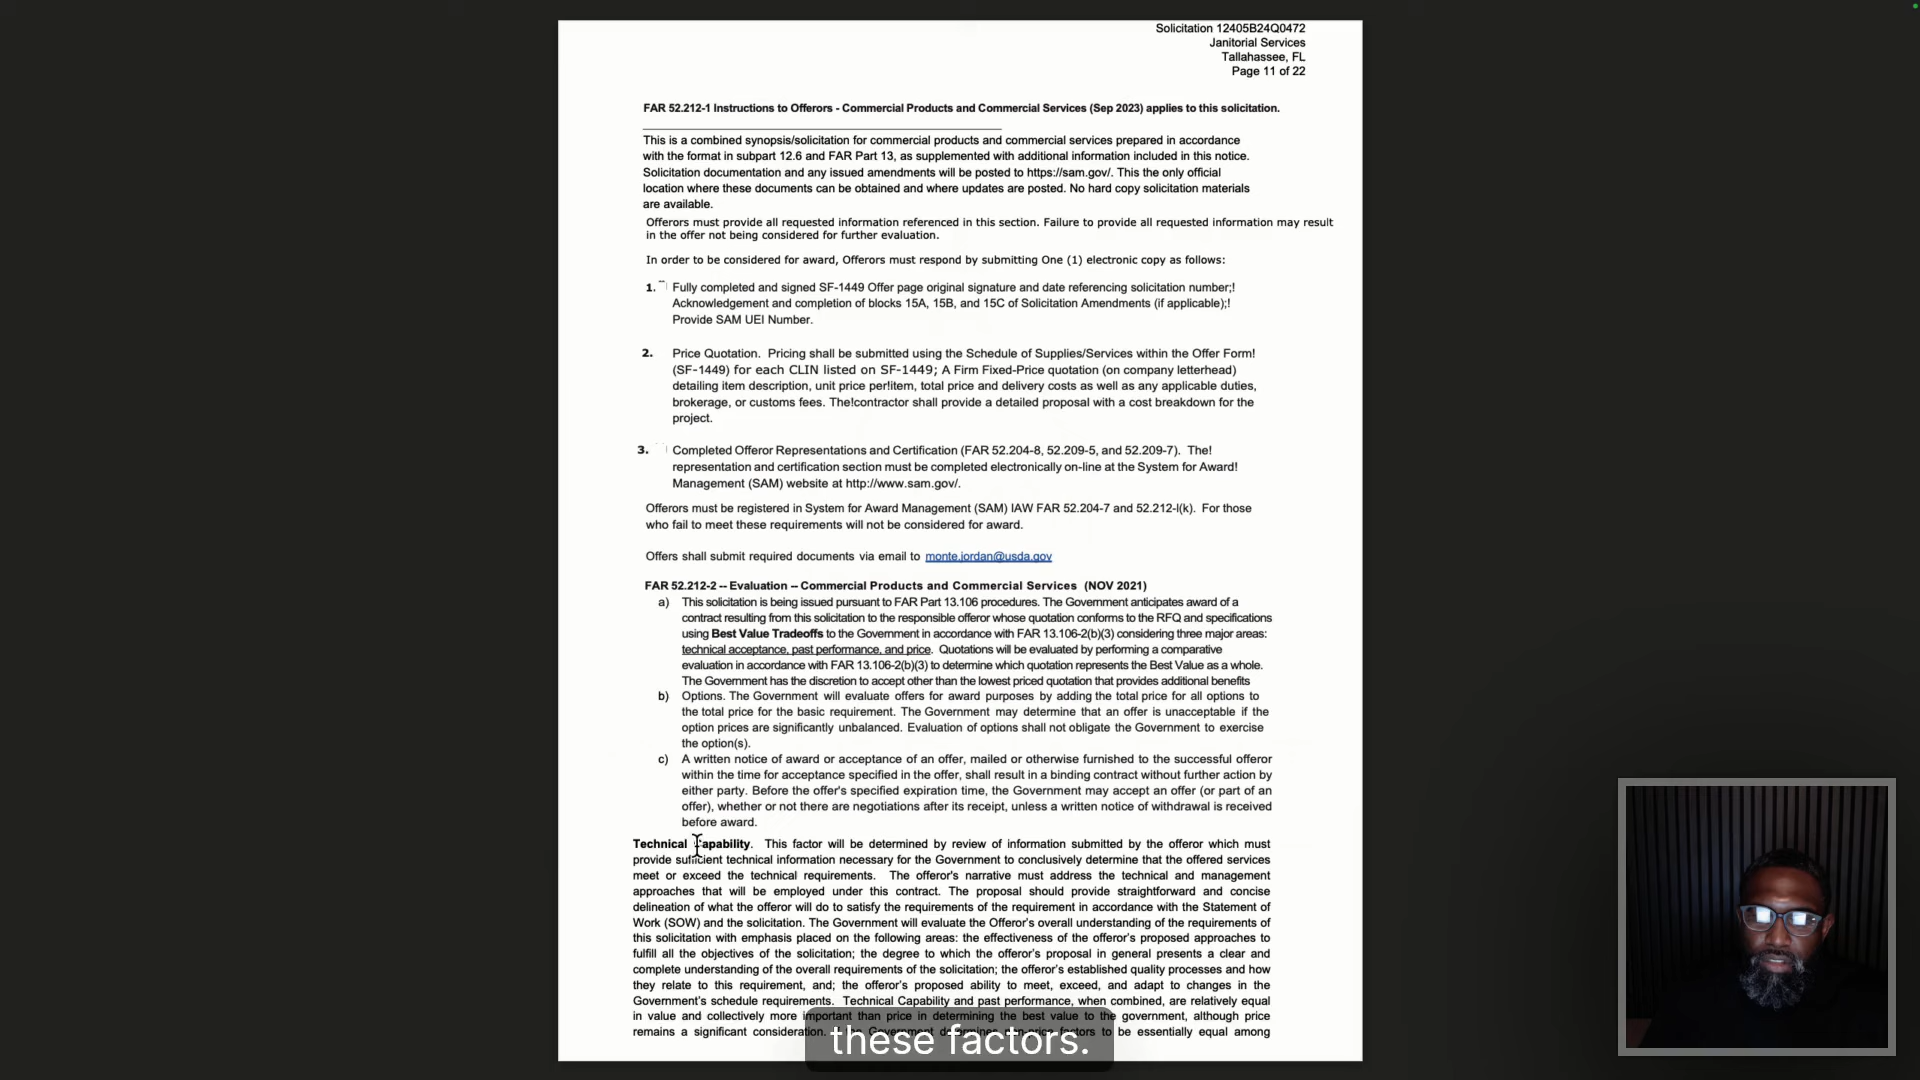 Solicitation 12405B24Q0472
Janitorial Services
Tallahassee, FL
Page 11 of 22
FAR 52.212-1 Instructions to Offerors - Commercial Products and Commercial Services (Sep 2023) applies to this solicitation.
This is a combined synopsis/solicitation for commercial products and commercial services prepared in accordance
with the format in subpart 12.6 and FAR Part 13, as supplemented with additional information included in this notice.
Solicitation documentation and any issued amendments will be posted to https://sam.gov/. This the only official
location where these documents can be obtained and where updates are posted. No hard copy solicitation materials
are available.
Offerors must provide all requested information referenced in this section. Failure to provide all requested information may result
in the offer not being considered for further evaluation.
In order to be considered for award, Offerors must respond by submitting One (1) electronic copy as follows:
1. Fully completed and signed SF-1449 Offer page original signature and date referencing solicitation number;!
Acknowledgement and completion of blocks 15A, 15B, and 15C of Solicitation Amendments (if applicable);!
Provide SAM UEI Number.
2. Price Quotation. Pricing shall be submitted using the Schedule of Supplies/Services within the Offer Form!
(SF-1449) for each CLIN listed on SF-1449; A Firm Fixed-Price quotation (on company letterhead)
detailing item description, unit price per!item, total price and delivery costs as well as any applicable duties,
brokerage, or customs fees. The!contractor shall provide a detailed proposal with a cost breakdown for the
project.
3. Completed Offeror Representations and Certification (FAR 52.204-8, 52.209-5, and 52.209-7). The!
representation and certification section must be completed electronically on-line at the System for Award!
Management (SAM) website at http://www.sam.gov/.
Offerors must be registered in System for Award Management (SAM) IAW FAR 52.204-7 and 52.212-l(k). For those
who fail to meet these requirements will not be considered for award.
Offers shall submit required documents via email to monte.jordan@usda.gov
FAR 52.212-2 -- Evaluation -- Commercial Products and Commercial Services (NOV 2021)
a) This solicitation is being issued pursuant to FAR Part 13.106 procedures. The Government anticipates award of a
contract resulting from this solicitation to the responsible offeror whose quotation conforms to the RFQ and specifications
using Best Value Tradeoffs to the Government in accordance with FAR 13.106-2(b)(3) considering three major areas:
technical acceptance, past performance, and price. Quotations will be evaluated by performing a comparative
evaluation in accordance with FAR 13.106-2(b)(3) to determine which quotation represents the Best Value as a whole.
The Government has the discretion to accept other than the lowest priced quotation that provides additional benefits
b) Options. The Government will evaluate offers for award purposes by adding the total price for all options to
the total price for the basic requirement. The Government may determine that an offer is unacceptable if the
option prices are significantly unbalanced. Evaluation of options shall not obligate the Government to exercise
the option(s).
c) A written notice of award or acceptance of an offer, mailed or otherwise furnished to the successful offeror
within the time for acceptance specified in the offer, shall result in a binding contract without further action by
either party. Before the offer's specified expiration time, the Government may accept an offer (or part of an
offer), whether or not there are negotiations after its receipt, unless a written notice of withdrawal is received
before award.
Technical Capability. This factor will be determined by review of information submitted by the offeror which must
provide sufficient technical information necessary for the Government to conclusively determine that the offered services
meet or exceed the technical requirements. The offeror's narrative must address the technical and management
approaches that will be employed under this contract. The proposal should provide straightforward and concise
delineation of what the offeror will do to satisfy the requirements of the requirement in accordance with the Statement of
Work (SOW) and the solicitation. The Government will evaluate the Offeror's overall understanding of the requirements of
this solicitation with emphasis placed on the following areas: the effectiveness of the offeror's proposed approaches to
fulfill all the objectives of the solicitation; the degree to which the offeror's proposal in general presents a clear and
complete understanding of the overall requirements of the solicitation; the offeror's established quality processes and how
they relate to this requirement, and; the offeror's proposed ability to meet, exceed, and adapt to changes in the
Government's schedule requirements. Technical Capability and past performance, when combined, are relatively equal
in value and collectively more important than price in determining the best value to the government, although price
remains a significant consideration. Government determines non-price factors to be essentially equal among
these factors.